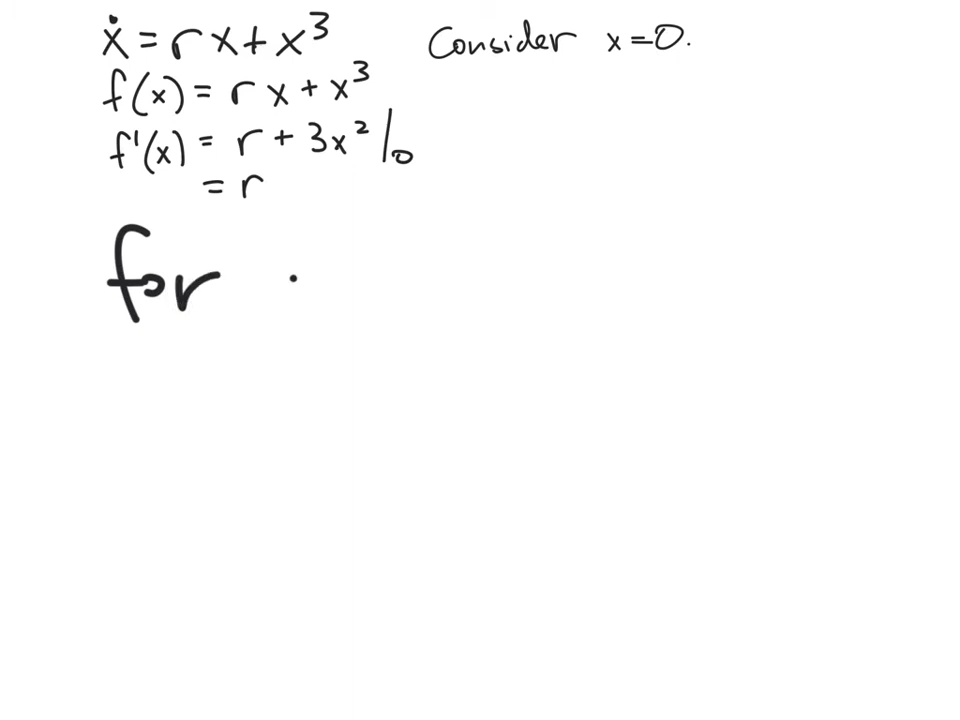 ẋ = rx + x³ Consider x = 0.
f(x) = rx + x³
f'(x) = r + 3x² |₀
= r
for .